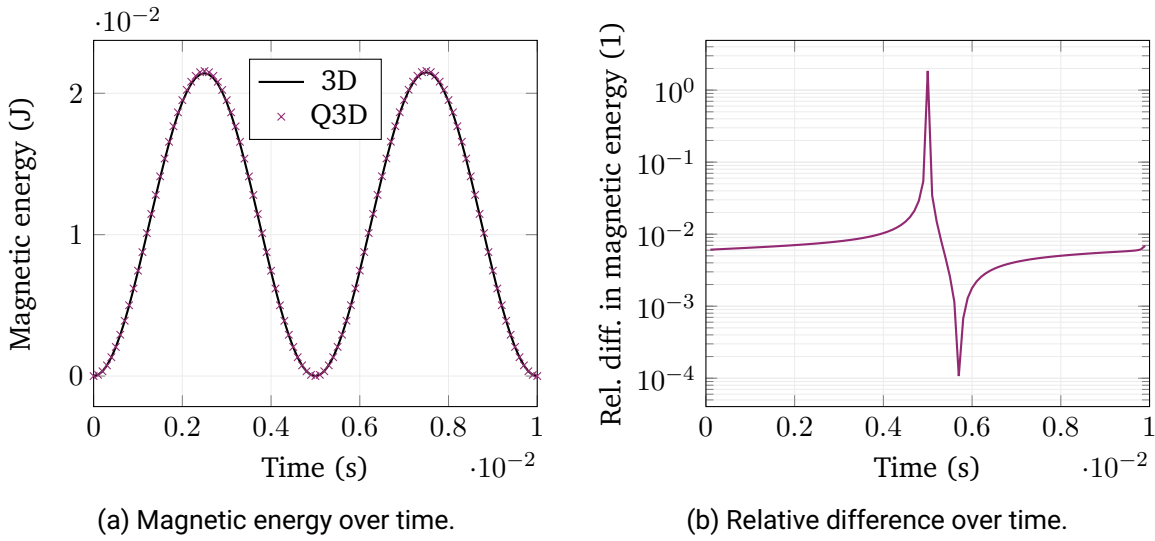 ·10⁻²
2
1
0
Magnetic energy (J)
3D
Q3D
0 0.2 0.4 0.6 0.8 1
Time (s)
·10⁻²
(a) Magnetic energy over time.
10⁰
10⁻¹
10⁻²
10⁻³
10⁻⁴
Rel. diff. in magnetic energy (1)
0 0.2 0.4 0.6 0.8 1
Time (s)
·10⁻²
(b) Relative difference over time.